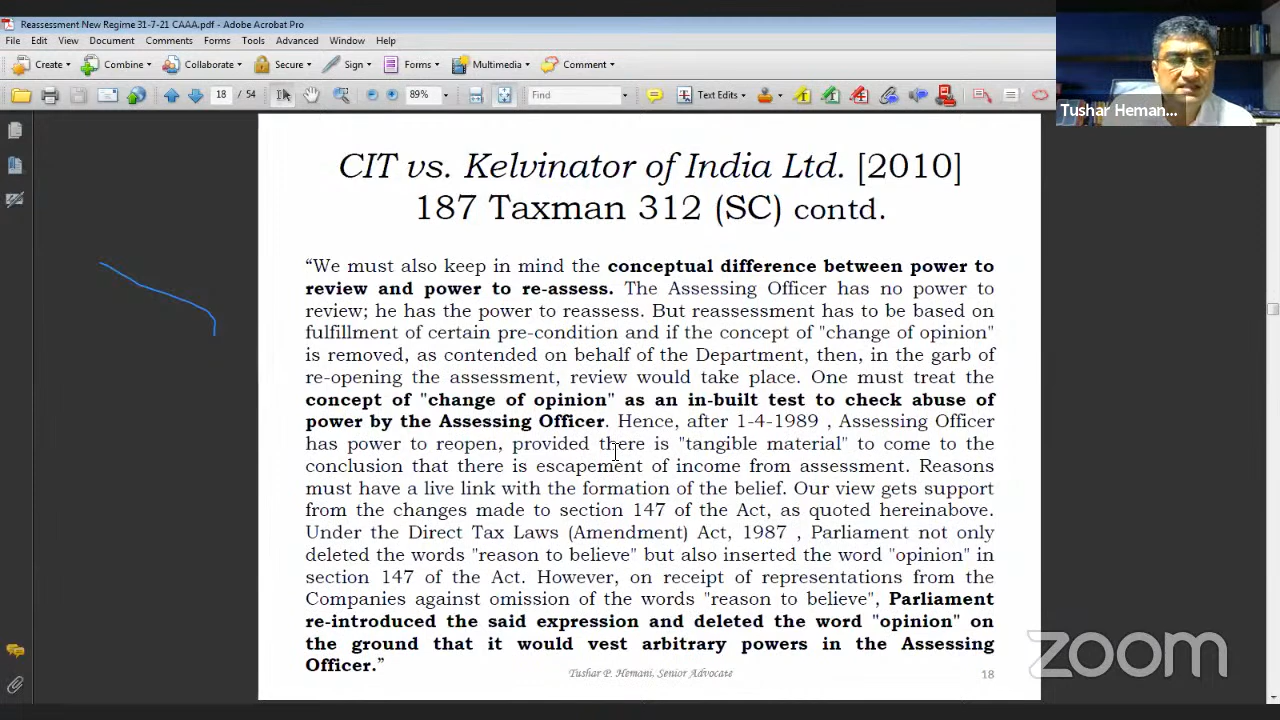 Reassessment New Regime 31-7-21 CAAA.pdf - Adobe Acrobat Pro
File Edit View Document Comments Forms Tools Advanced Window Help
Create Combine Collaborate Secure Sign Forms Multimedia Comment
18 / 54 89% Find Text Edits
Tushar Heman...
CIT vs. Kelvinator of India Ltd. [2010]
187 Taxman 312 (SC) contd.
“We must also keep in mind the conceptual difference between power to
review and power to re-assess. The Assessing Officer has no power to
review; he has the power to reassess. But reassessment has to be based on
fulfillment of certain pre-condition and if the concept of "change of opinion"
is removed, as contended on behalf of the Department, then, in the garb of
re-opening the assessment, review would take place. One must treat the
concept of "change of opinion" as an in-built test to check abuse of
power by the Assessing Officer. Hence, after 1-4-1989 , Assessing Officer
has power to reopen, provided there is "tangible material" to come to the
conclusion that there is escapement of income from assessment. Reasons
must have a live link with the formation of the belief. Our view gets support
from the changes made to section 147 of the Act, as quoted hereinabove.
Under the Direct Tax Laws (Amendment) Act, 1987 , Parliament not only
deleted the words "reason to believe" but also inserted the word "opinion" in
section 147 of the Act. However, on receipt of representations from the
Companies against omission of the words "reason to believe", Parliament
re-introduced the said expression and deleted the word "opinion" on
the ground that it would vest arbitrary powers in the Assessing
Officer.”
Tushar P. Hemani, Senior Advocate 18
zoom